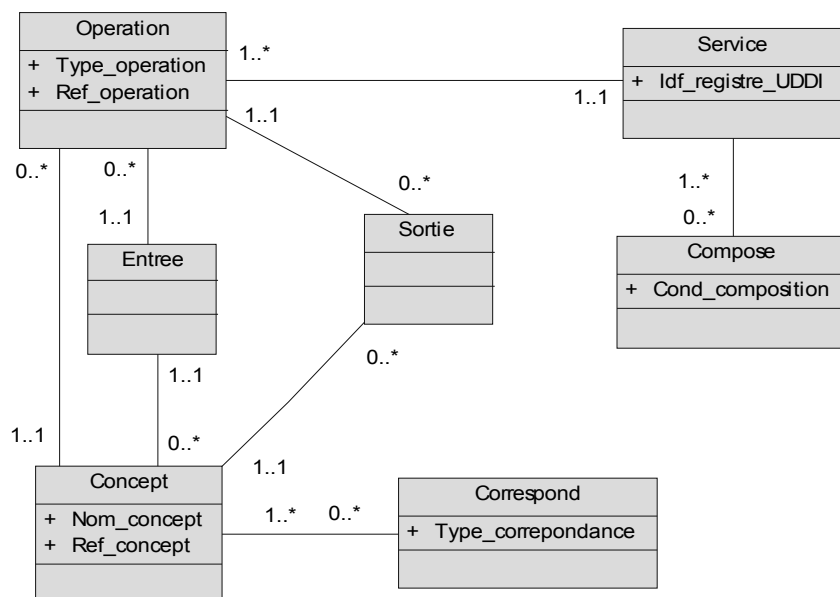 Operation
+ Type_operation
+ Ref_operation
1..*
1..1
Service
+ Idf_registre_UDDI
1..1
0..*
0..*
1..1
0..*
1..*
0..*
Entree
Sortie
Compose
+ Cond_composition
1..1
0..*
0..*
1..1
1..1
Concept
+ Nom_concept
+ Ref_concept
1..*
0..*
Correspond
+ Type_correpondance